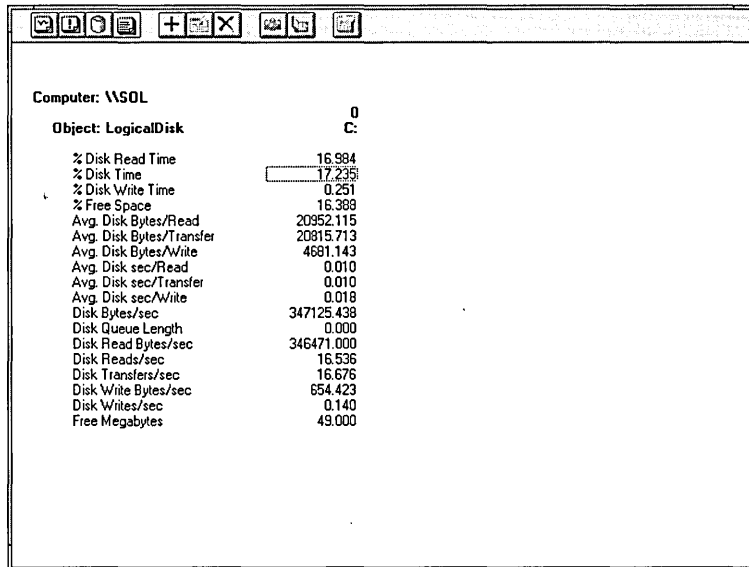 Computer: \\SOL
0
Object: LogicalDisk C:
% Disk Read Time 16.984
% Disk Time 17.235
% Disk Write Time 0.251
% Free Space 16.388
Avg. Disk Bytes/Read 20952.115
Avg. Disk Bytes/Transfer 20815.713
Avg. Disk Bytes/Write 4681.143
Avg. Disk sec/Read 0.010
Avg. Disk sec/Transfer 0.010
Avg. Disk sec/Write 0.018
Disk Bytes/sec 347125.438
Disk Queue Length 0.000
Disk Read Bytes/sec 346471.000
Disk Reads/sec 16.536
Disk Transfers/sec 16.676
Disk Write Bytes/sec 654.423
Disk Writes/sec 0.140
Free Megabytes 49.000